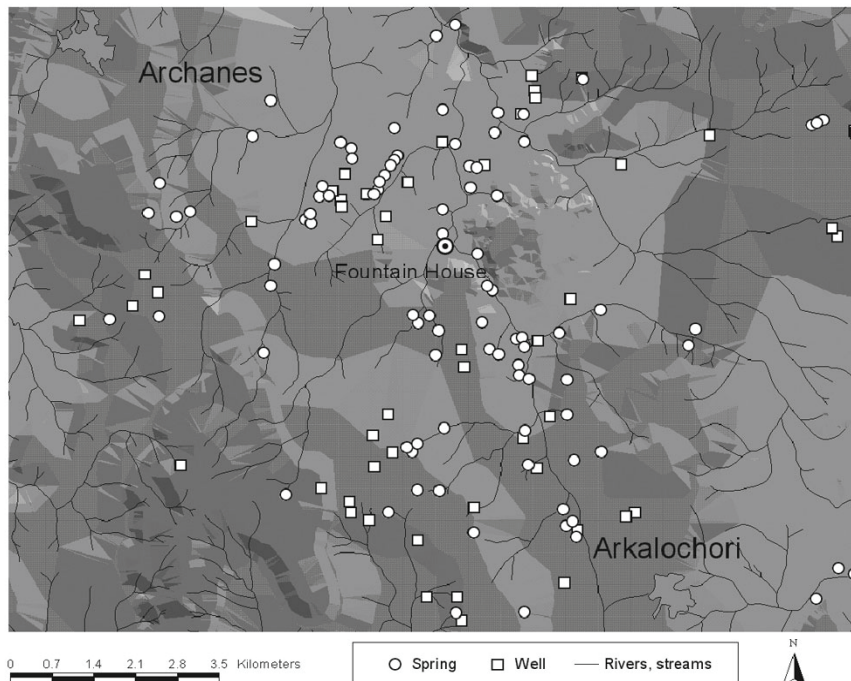 Archanes
Fountain House
Arkalochori
N
0 0.7 1.4 2.1 2.8 3.5 Kilometers
Spring Well Rivers, streams